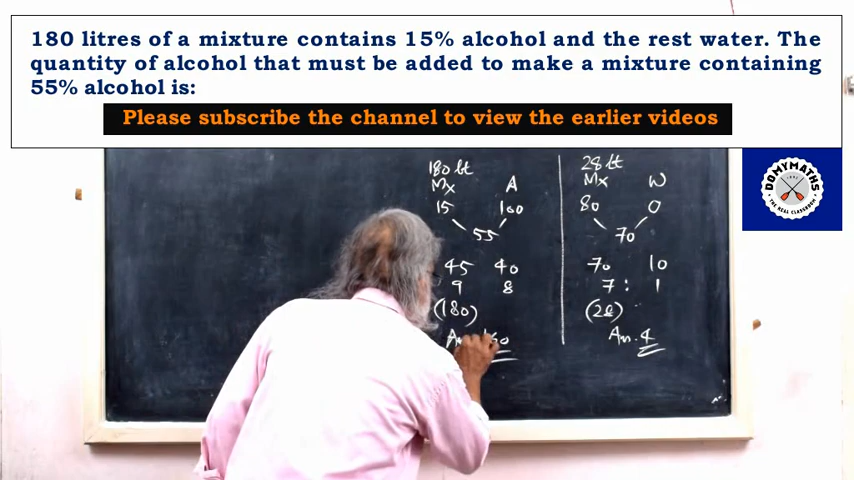 180 litres of a mixture contains 15% alcohol and the rest water. The
quantity of alcohol that must be added to make a mixture containing
55% alcohol is:
Please subscribe the channel to view the earlier videos
DOMYMATHS
THE REAL CLASSROOM
180 lt
Mx A
15 100
55
45 40
9 8
(180)
28 lt
Mx W
80 0
70
70 10
7 : 1
(28)
An. 4